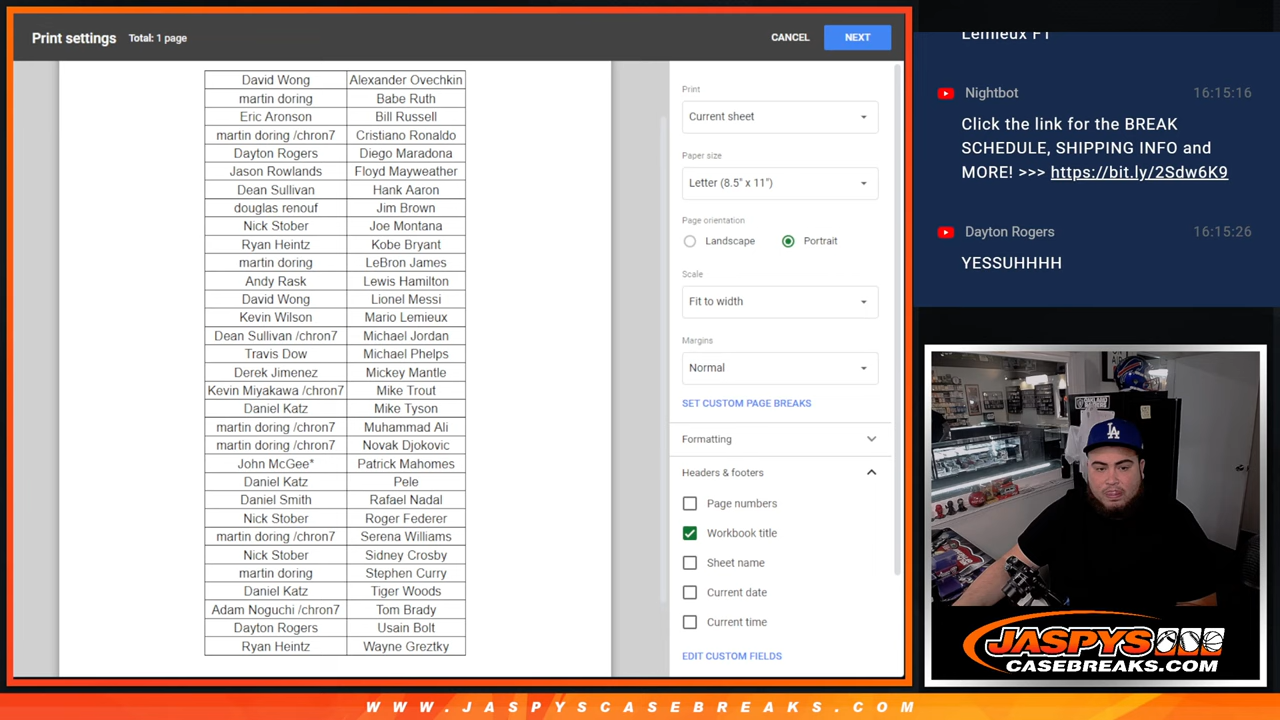 Print settings
Total: 1 page
CANCEL
NEXT
David Wong Alexander Ovechkin
martin doring Babe Ruth
Eric Aronson Bill Russell
martin doring /chron7 Cristiano Ronaldo
Dayton Rogers Diego Maradona
Jason Rowlands Floyd Mayweather
Dean Sullivan Hank Aaron
douglas renouf Jim Brown
Nick Stober Joe Montana
Ryan Heintz Kobe Bryant
martin doring LeBron James
Andy Rask Lewis Hamilton
David Wong Lionel Messi
Kevin Wilson Mario Lemieux
Dean Sullivan /chron7 Michael Jordan
Travis Dow Michael Phelps
Derek Jimenez Mickey Mantle
Kevin Miyakawa /chron7 Mike Trout
Daniel Katz Mike Tyson
martin doring /chron7 Muhammad Ali
martin doring /chron7 Novak Djokovic
John McGee* Patrick Mahomes
Daniel Katz Pele
Daniel Smith Rafael Nadal
Nick Stober Roger Federer
martin doring /chron7 Serena Williams
Nick Stober Sidney Crosby
martin doring Stephen Curry
Daniel Katz Tiger Woods
Adam Noguchi /chron7 Tom Brady
Dayton Rogers Usain Bolt
Ryan Heintz Wayne Greztky
Print
Current sheet
Paper size
Letter (8.5" x 11")
Page orientation
Landscape
Portrait
Scale
Fit to width
Margins
Normal
SET CUSTOM PAGE BREAKS
Formatting
Headers & footers
Page numbers
Workbook title
Sheet name
Current date
Current time
EDIT CUSTOM FIELDS
Lemieux F1
Nightbot 16:15:16
Click the link for the BREAK
SCHEDULE, SHIPPING INFO and
MORE! >>> https://bit.ly/2Sdw6K9
Dayton Rogers 16:15:26
YESSUHHHH
LA
JASPYS
CASEBREAKS.COM
WWW.JASPYSCASEBREAKS.COM